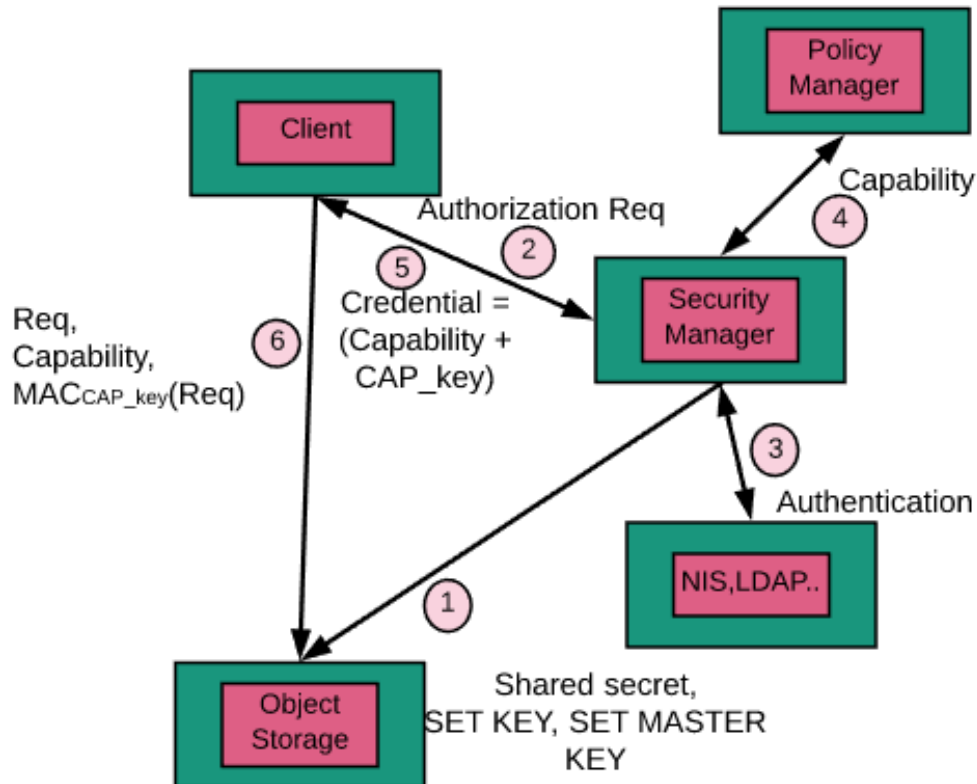 Policy
Manager
Client
Capability
4
Authorization Req
2
5
Credential =
(Capability +
CAP_key)
Security
Manager
Req,
Capability,
MACCAP_key(Req)
6
3
Authentication
1
NIS,LDAP..
Object
Storage
Shared secret,
SET KEY, SET MASTER
KEY